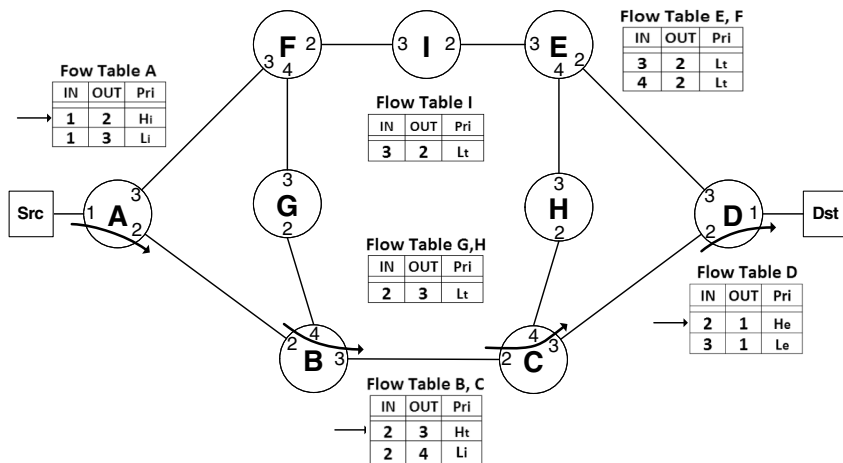 F 2 3 I 2 3 E
3 4 4 2
Flow Table E, F
IN OUT Pri
3 2 Lt
4 2 Lt
Fow Table A
IN OUT Pri
1 2 Hi
1 3 Li
Flow Table I
IN OUT Pri
3 2 Lt
Src
1 A 3
2
3
G
2
3
H
2
3
D 1
2
Dst
Flow Table G,H
IN OUT Pri
2 3 Lt
Flow Table D
IN OUT Pri
2 1 He
3 1 Le
4
2 B 3
4
2 C 3
Flow Table B, C
IN OUT Pri
2 3 Ht
2 4 Li